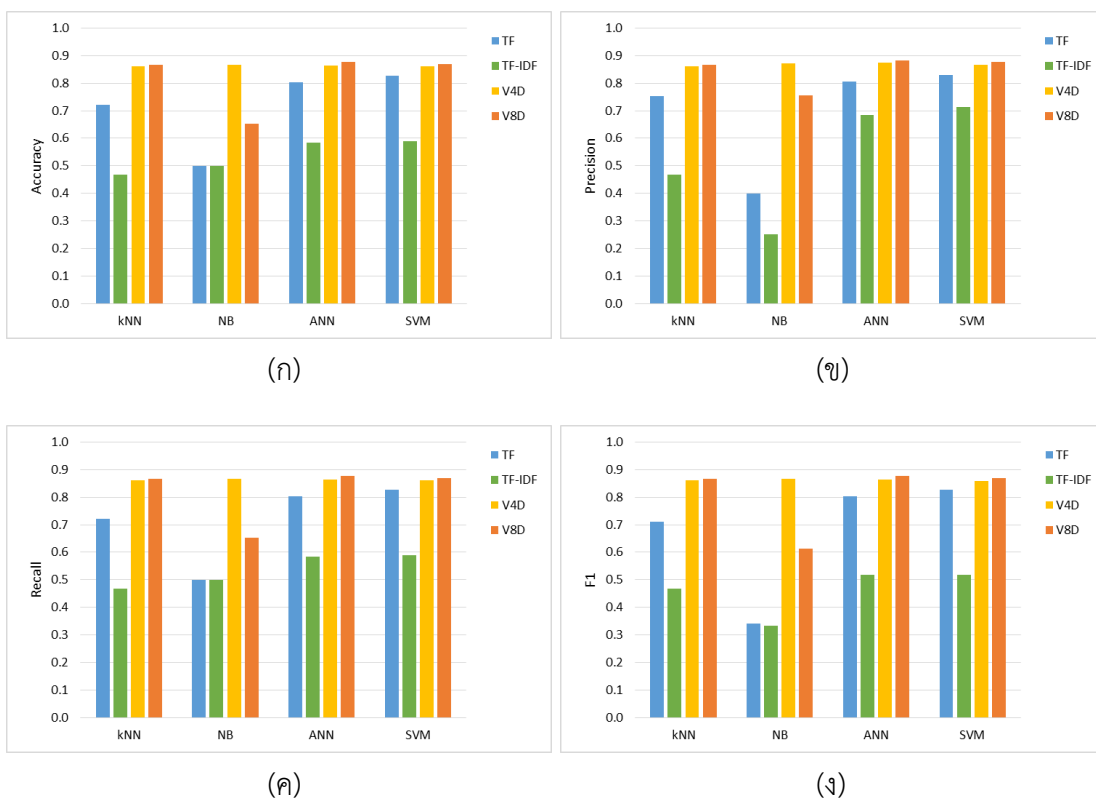 1.0
0.9
0.8
0.7
0.6
0.5
0.4
0.3
0.2
0.1
0.0
Accuracy
kNN NB ANN SVM
TF
TF-IDF
V4D
V8D
(ก)
1.0
0.9
0.8
0.7
0.6
0.5
0.4
0.3
0.2
0.1
0.0
Precision
kNN NB ANN SVM
TF
TF-IDF
V4D
V8D
(ข)
1.0
0.9
0.8
0.7
0.6
0.5
0.4
0.3
0.2
0.1
0.0
Recall
kNN NB ANN SVM
TF
TF-IDF
V4D
V8D
(ค)
1.0
0.9
0.8
0.7
0.6
0.5
0.4
0.3
0.2
0.1
0.0
F1
kNN NB ANN SVM
TF
TF-IDF
V4D
V8D
(ง)